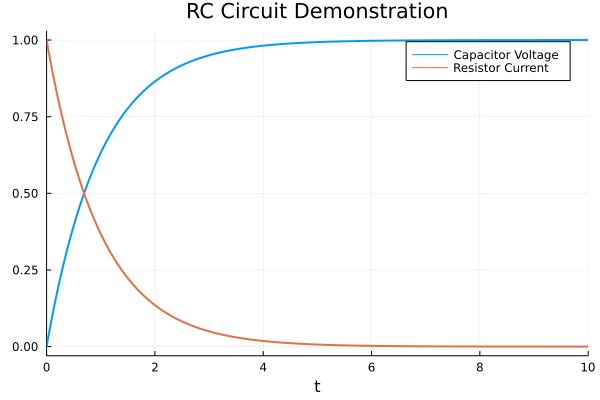 RC Circuit Demonstration
1.00
0.75
0.50
0.25
0.00
Capacitor Voltage
Resistor Current
0 2 4 6 8 10
t